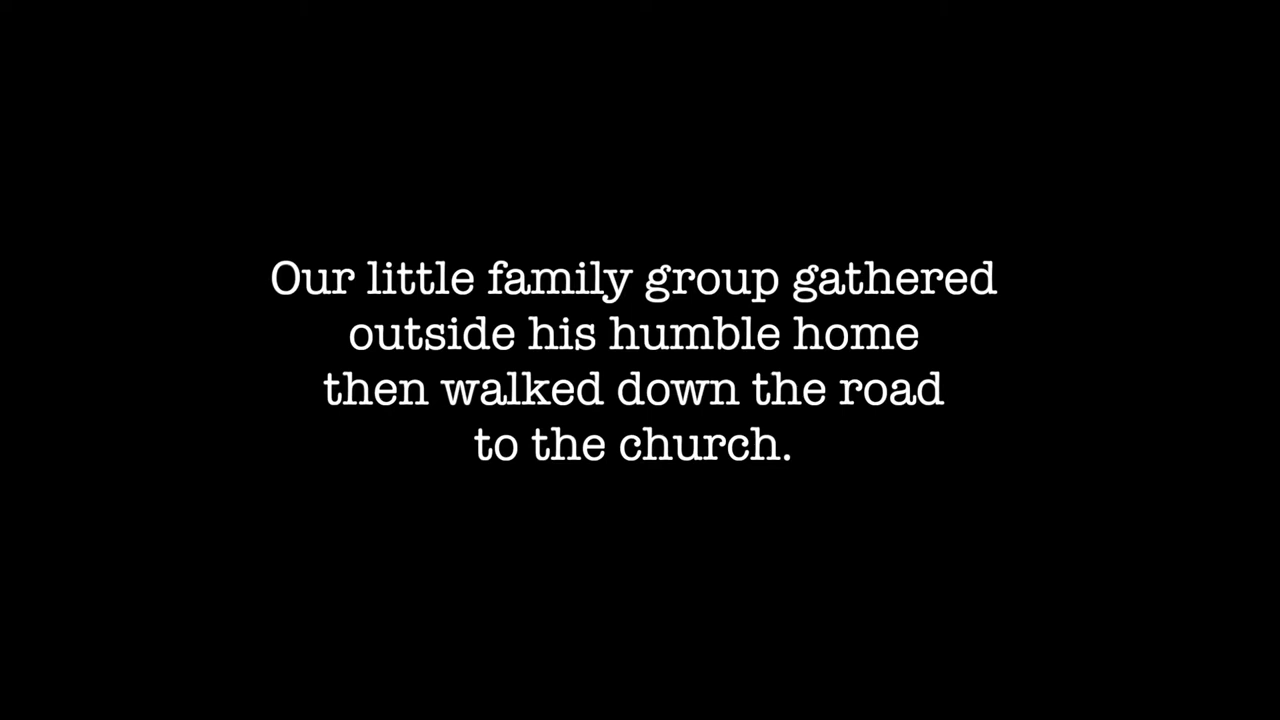 Our little family group gathered
outside his humble home
then walked down the road
to the church.